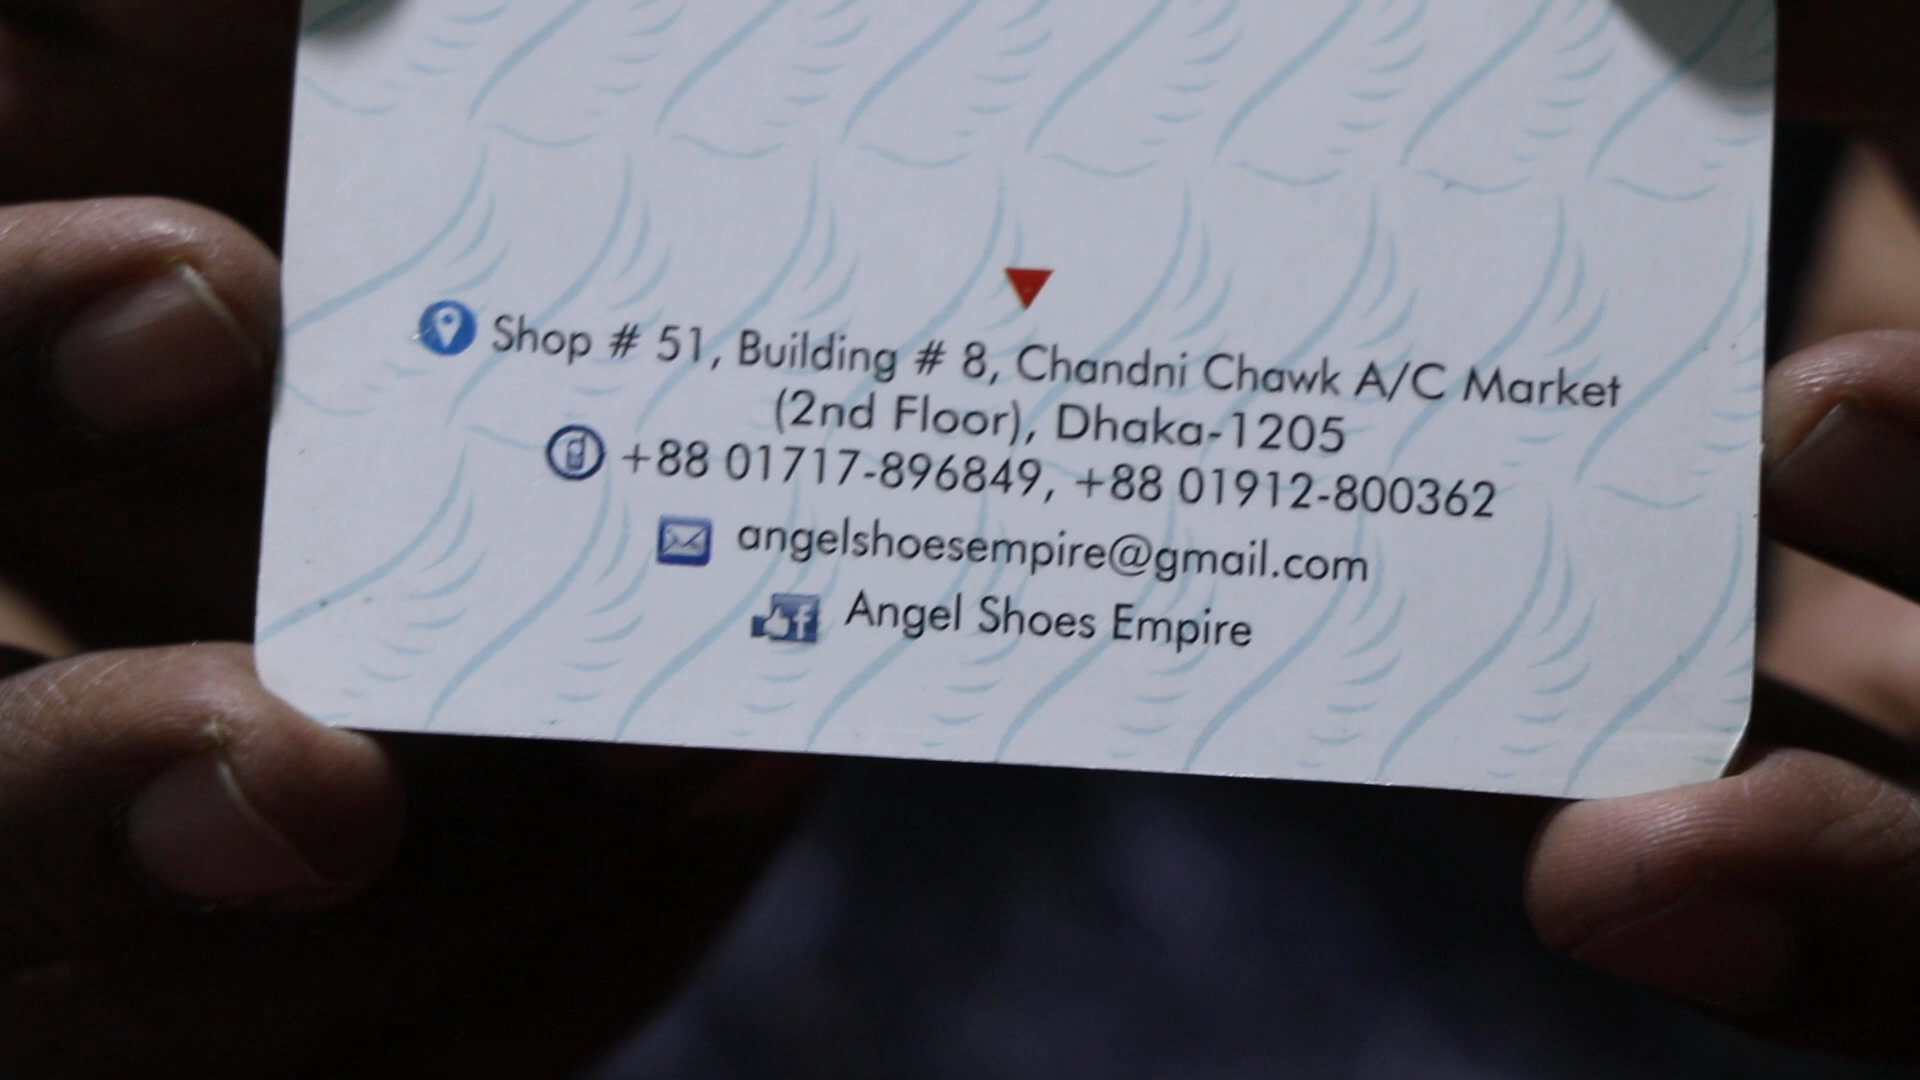 Shop # 51, Building # 8, Chandni Chawk A/C Market
(2nd Floor), Dhaka-1205
+88 01717-896849, +88 01912-800362
angelshoesempire@gmail.com
Angel Shoes Empire